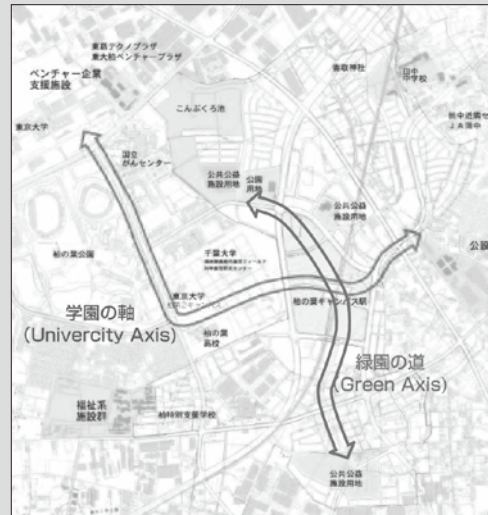 東葛テクノプラザ
東大柏ベンチャープラザ
ベンチャー企業
支援施設
香取神社
田中
中学校
こんぶくろ池
東京大学
国立
がんセンター
公共公益
施設用地
公園
用地
公共公益
施設用地
柏の葉公園
千葉大学
東京大学
柏の葉キャンパス駅
柏の葉
高校
学園の軸
(Univercity Axis)
緑園の道
(Green Axis)
福祉系
施設群
柏特別支援学校
公共公益
施設用地
公設